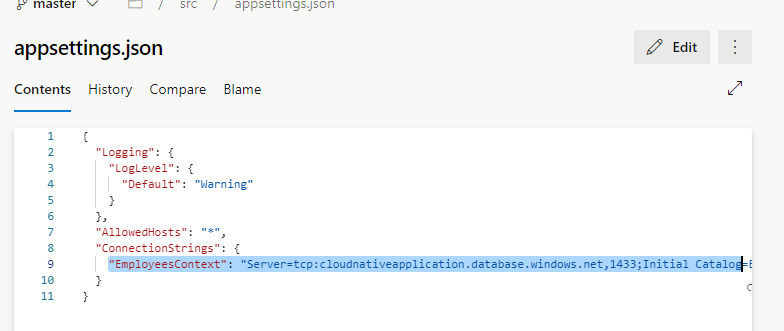 master / src / appsettings.json
appsettings.json
Edit
Contents History Compare Blame
1 {
2 "Logging": {
3 "LogLevel": {
4 "Default": "Warning"
5 }
6 },
7 "AllowedHosts": "*",
8 "ConnectionStrings": {
9 "EmployeesContext": "Server=tcp:cloudnativeapplication.database.windows.net,1433;Initial Catalog=E
10 }
11 }